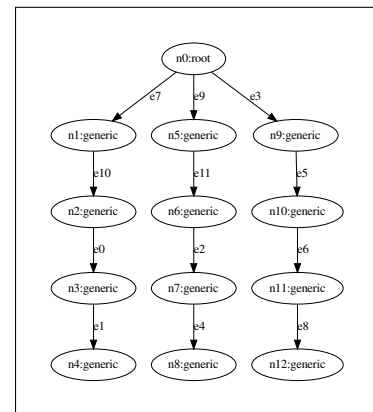 n0:root
e7 e9 e3
n1:generic n5:generic n9:generic
e10 e11 e5
n2:generic n6:generic n10:generic
e0 e2 e6
n3:generic n7:generic n11:generic
e1 e4 e8
n4:generic n8:generic n12:generic